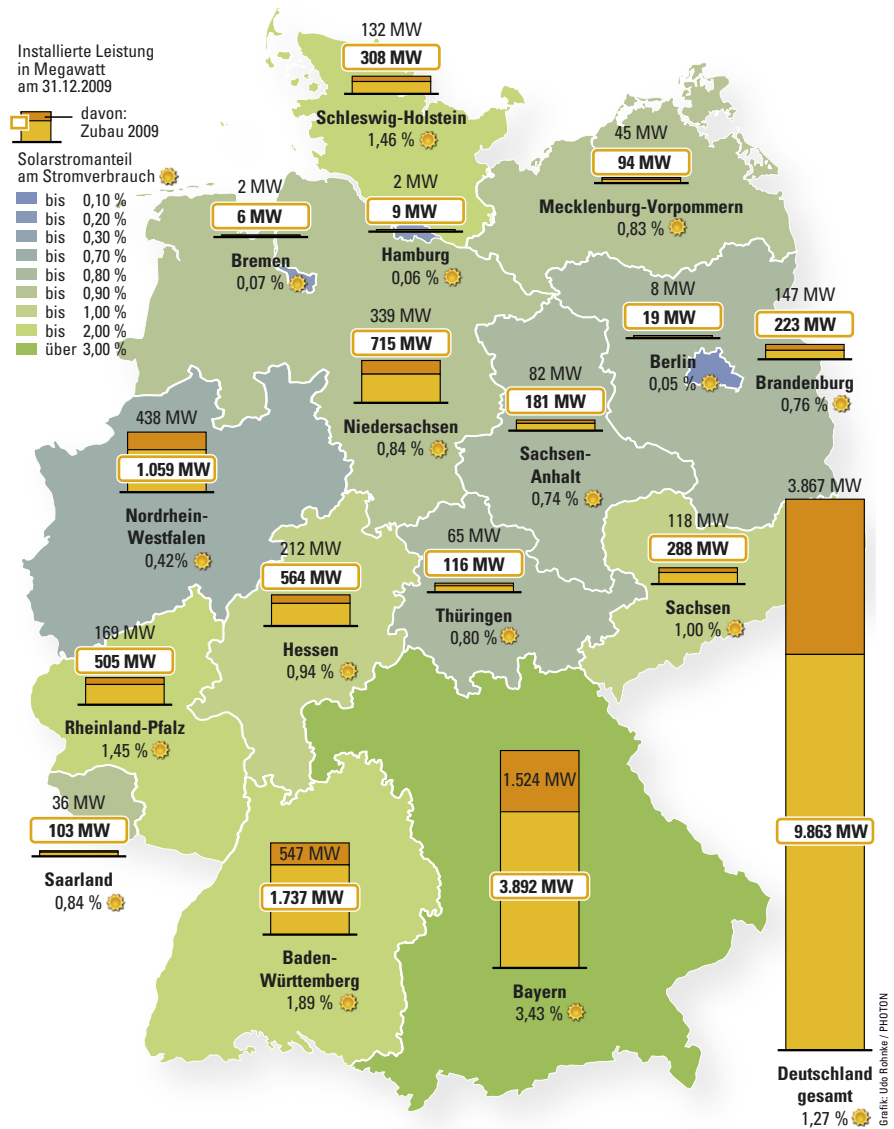 Installierte Leistung
in Megawatt
am 31.12.2009
davon:
Zubau 2009
Solarstromanteil
am Stromverbrauch
bis 0,10 %
bis 0,20 %
bis 0,30 %
bis 0,70 %
bis 0,80 %
bis 0,90 %
bis 1,00 %
bis 2,00 %
über 3,00 %
132 MW
308 MW
Schleswig-Holstein
1,46 %
45 MW
94 MW
Mecklenburg-Vorpommern
0,83 %
2 MW
6 MW
Bremen
0,07 %
2 MW
9 MW
Hamburg
0,06 %
8 MW
19 MW
Berlin
0,05 %
147 MW
223 MW
Brandenburg
0,76 %
339 MW
715 MW
Niedersachsen
0,84 %
82 MW
181 MW
Sachsen-
Anhalt
0,74 %
438 MW
1.059 MW
Nordrhein-
Westfalen
0,42%
212 MW
564 MW
Hessen
0,94 %
65 MW
116 MW
Thüringen
0,80 %
118 MW
288 MW
Sachsen
1,00 %
169 MW
505 MW
Rheinland-Pfalz
1,45 %
36 MW
103 MW
Saarland
0,84 %
547 MW
1.737 MW
Baden-
Württemberg
1,89 %
1.524 MW
3.892 MW
Bayern
3,43 %
3.867 MW
9.863 MW
Deutschland
gesamt
1,27 %
Grafik: Udo Rohnke / PHOTON